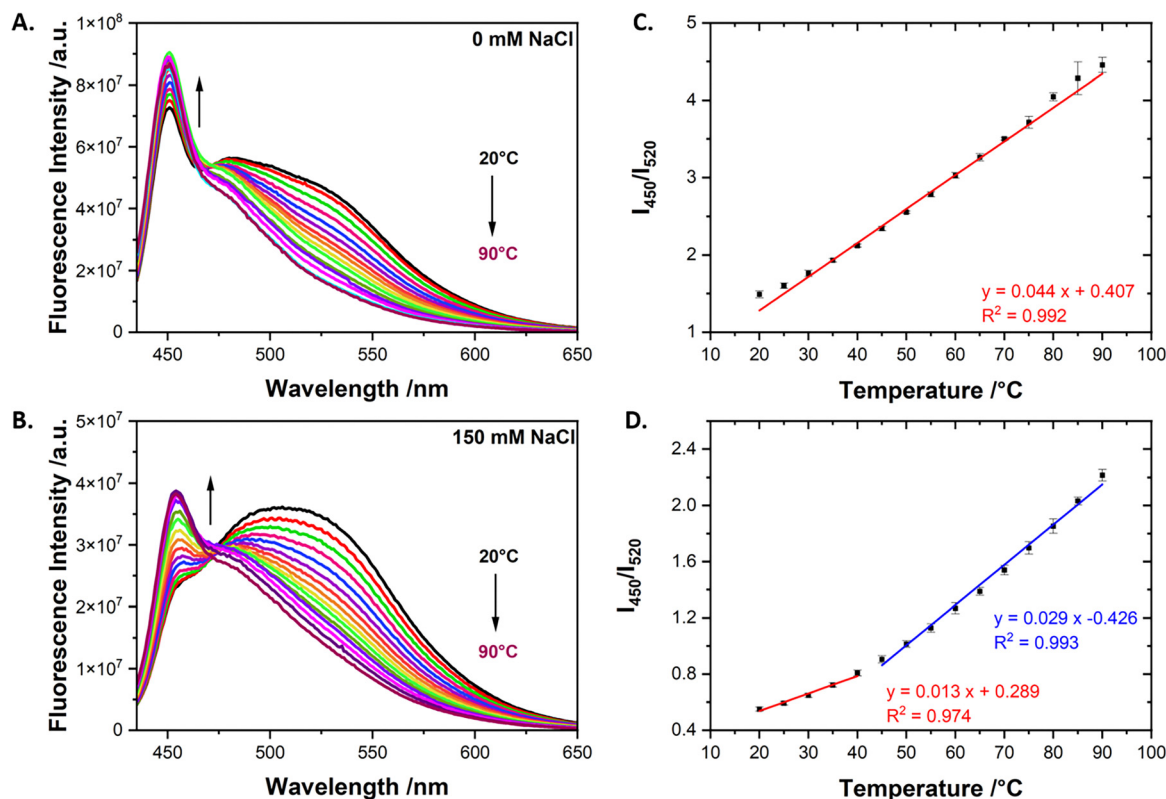 A.
0 mM NaCl
1×10⁸
8×10⁷
6×10⁷
4×10⁷
2×10⁷
0
Fluorescence Intensity /a.u.
20°C
90°C
450 500 550 600 650
Wavelength /nm
C.
5
4
3
2
1
I₄₅₀/I₅₂₀
y = 0.044 x + 0.407
R² = 0.992
10 20 30 40 50 60 70 80 90 100
Temperature /°C
B.
150 mM NaCl
5×10⁷
4×10⁷
3×10⁷
2×10⁷
1×10⁷
0
Fluorescence Intensity /a.u.
20°C
90°C
450 500 550 600 650
Wavelength /nm
D.
2.4
2.0
1.6
1.2
0.8
0.4
I₄₅₀/I₅₂₀
y = 0.029 x -0.426
R² = 0.993
y = 0.013 x + 0.289
R² = 0.974
10 20 30 40 50 60 70 80 90 100
Temperature /°C